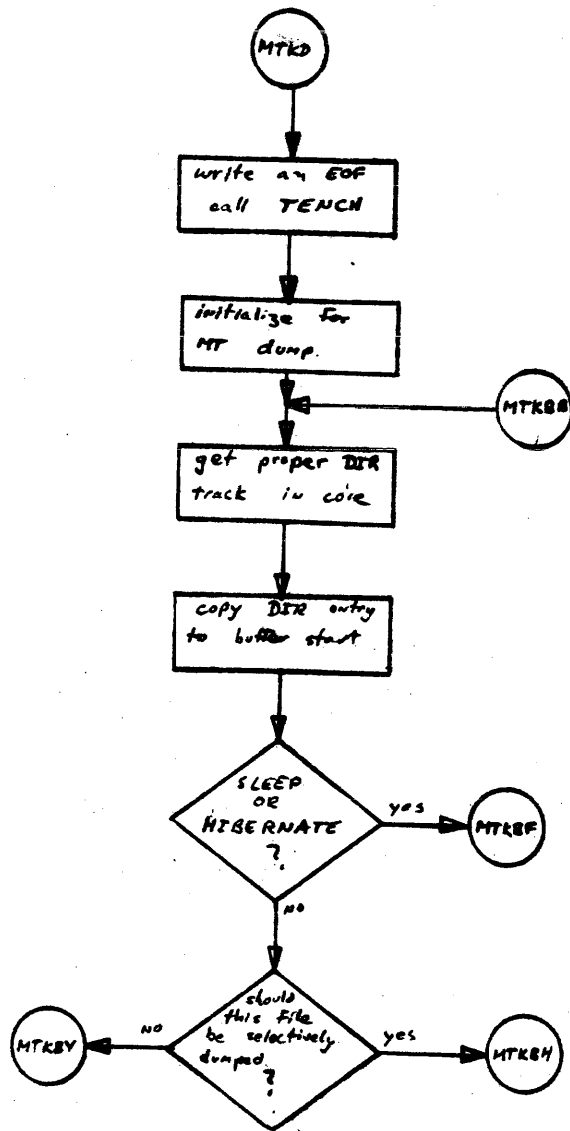 MTKD
write an EOF
call TENCH
initialize for
MT dump.
MTKBB
get proper DIR
track in core
copy DIR entry
to buffer start
SLEEP
OR
HIBERNATE
?
yes
MTKBF
NO
should
this file
be selectively
dumped
?
NO
MTKBY
yes
MTKBH